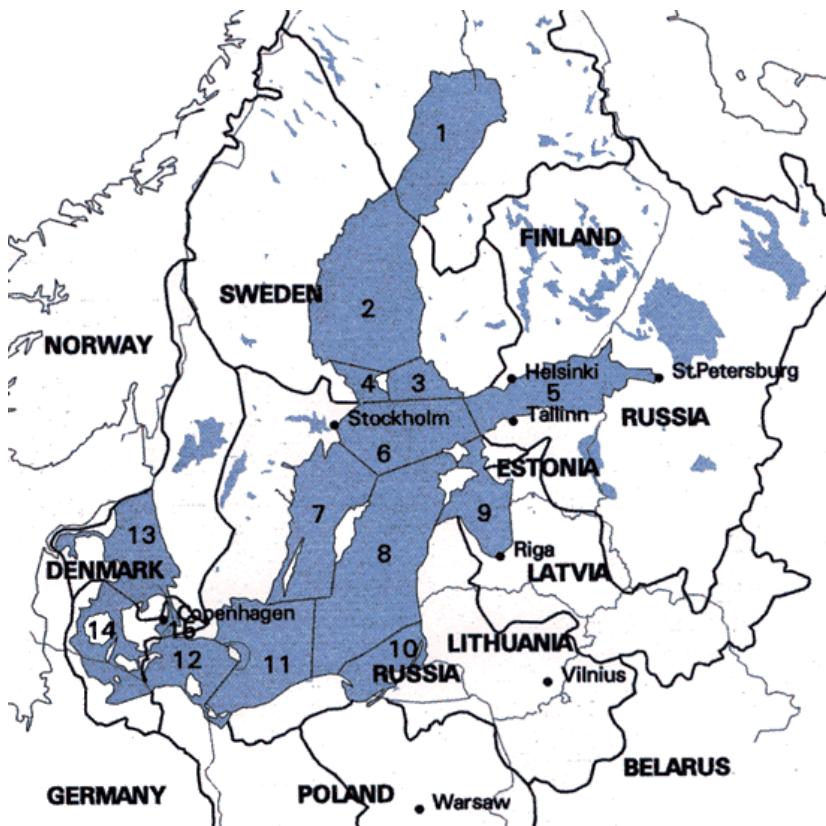 1
FINLAND
SWEDEN
2
NORWAY
4
3
Helsinki
5
St.Petersburg
Stockholm
Tallinn
RUSSIA
6
ESTONIA
7
9
13
8
Riga
DENMARK
LATVIA
Copenhagen
14
15
LITHUANIA
12
11
10
RUSSIA
Vilnius
BELARUS
GERMANY
POLAND
Warsaw